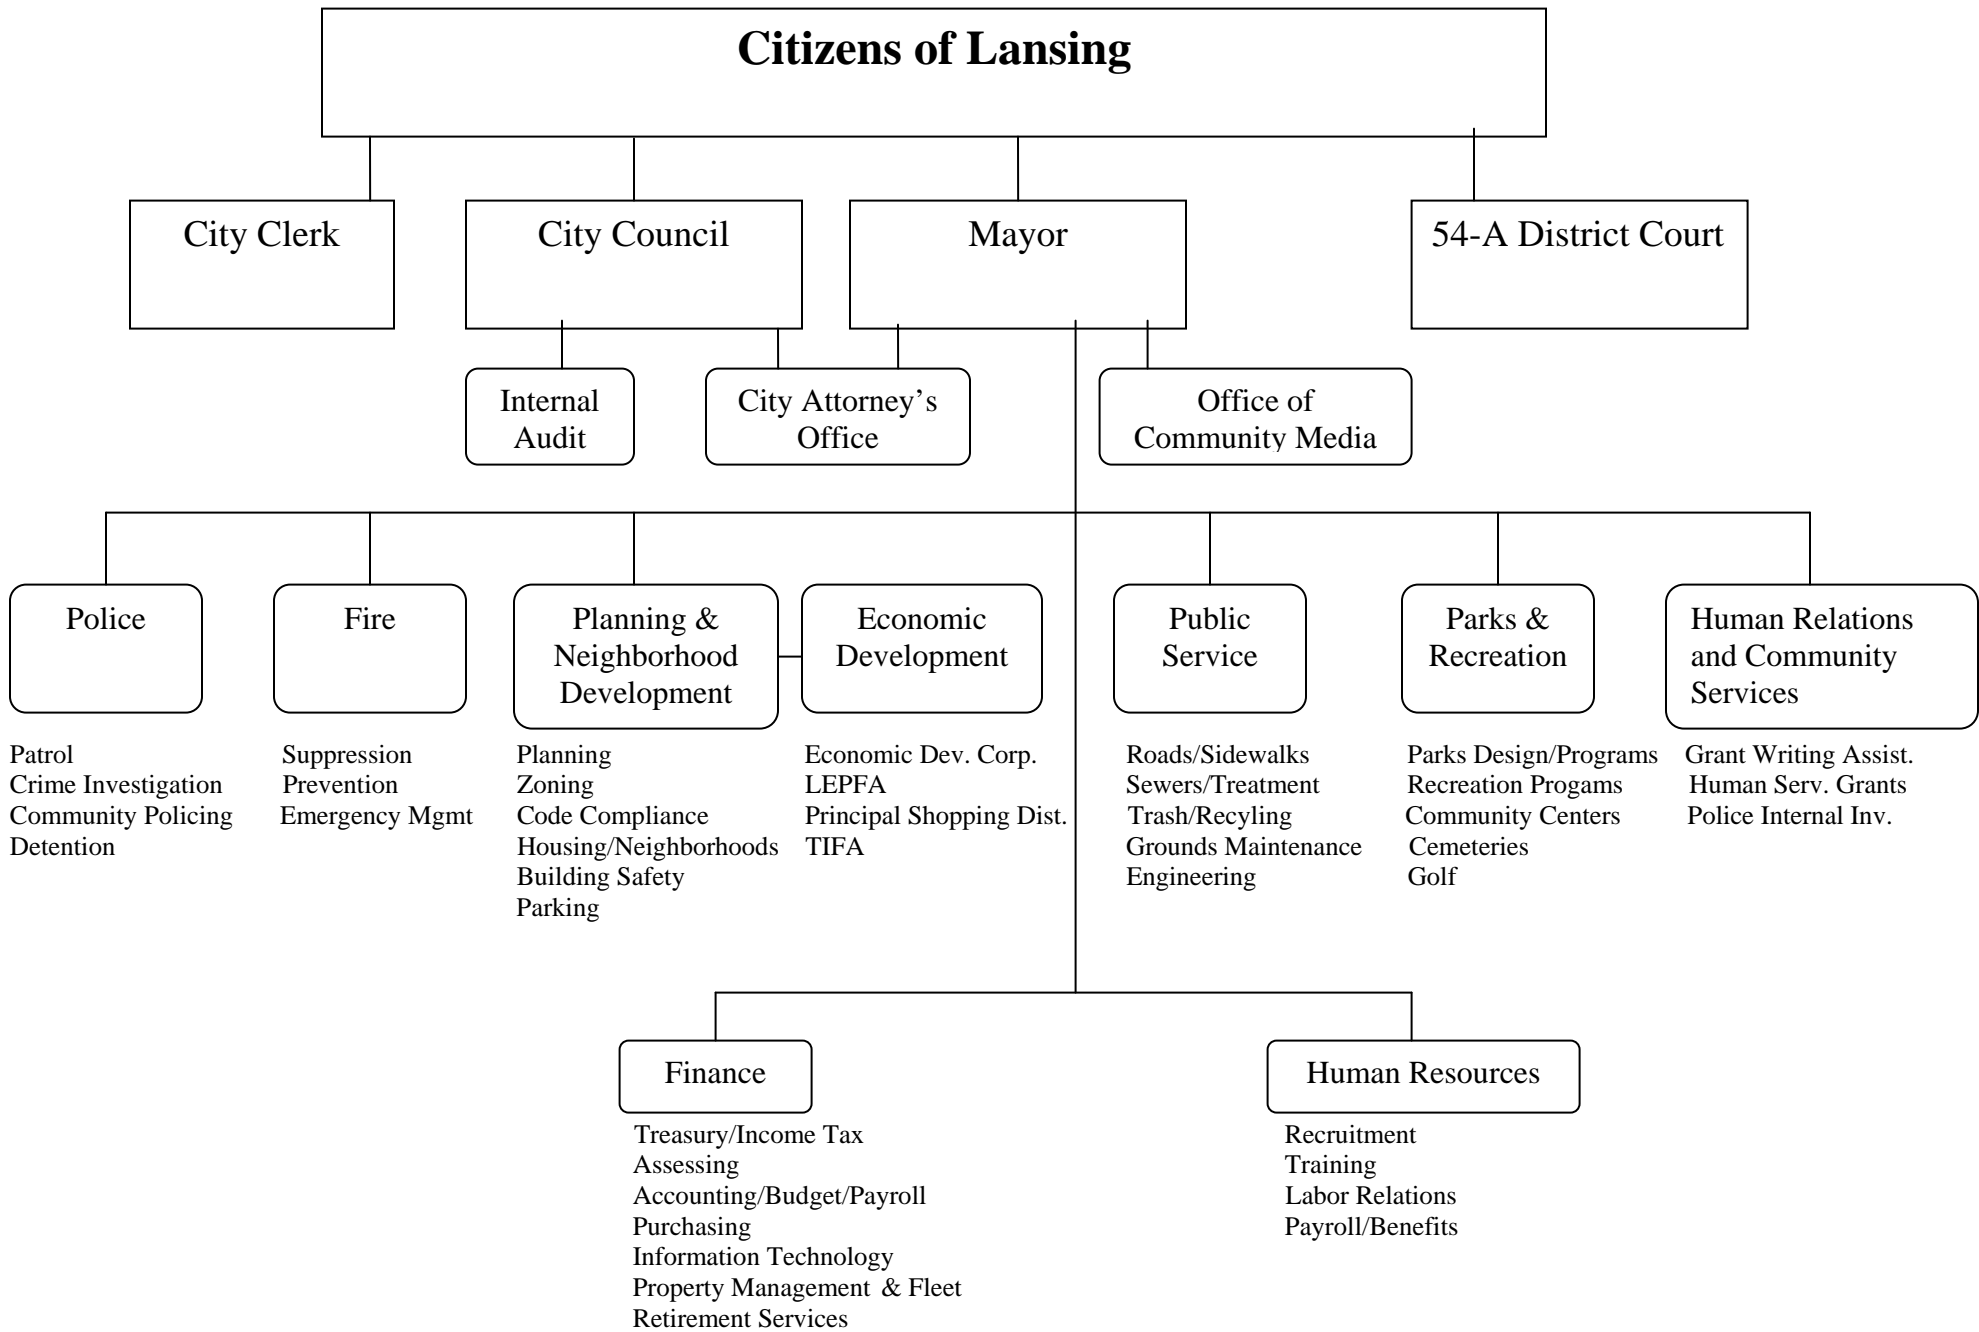 Citizens of Lansing
City Clerk
City Council
Mayor
54-A District Court
Internal
Audit
City Attorney’s
Office
Office of
Community Media
Police
Fire
Planning &
Neighborhood
Development
Economic
Development
Public
Service
Parks &
Recreation
Human Relations
and Community
Services
Patrol
Crime Investigation
Community Policing
Detention
Suppression
Prevention
Emergency Mgmt
Planning
Zoning
Code Compliance
Housing/Neighborhoods
Building Safety
Parking
Economic Dev. Corp.
LEPFA
Principal Shopping Dist.
TIFA
Roads/Sidewalks
Sewers/Treatment
Trash/Recyling
Grounds Maintenance
Engineering
Parks Design/Programs
Recreation Progams
Community Centers
Cemeteries
Golf
Grant Writing Assist.
Human Serv. Grants
Police Internal Inv.
Finance
Human Resources
Treasury/Income Tax
Assessing
Accounting/Budget/Payroll
Purchasing
Information Technology
Property Management & Fleet
Retirement Services
Recruitment
Training
Labor Relations
Payroll/Benefits